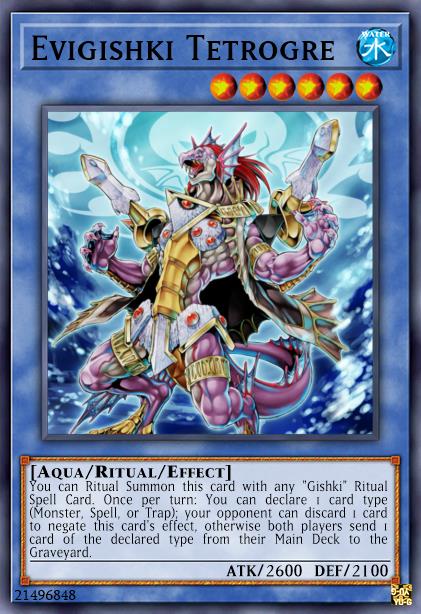 Evigishki Tetrogre
WATER
水
[Aqua/Ritual/Effect]
You can Ritual Summon this card with any "Gishki" Ritual
Spell Card. Once per turn: You can declare 1 card type
(Monster, Spell, or Trap); your opponent can discard 1 card
to negate this card's effect, otherwise both players send 1
card of the declared type from their Main Deck to the
Graveyard.
ATK/2600 DEF/2100
21496848